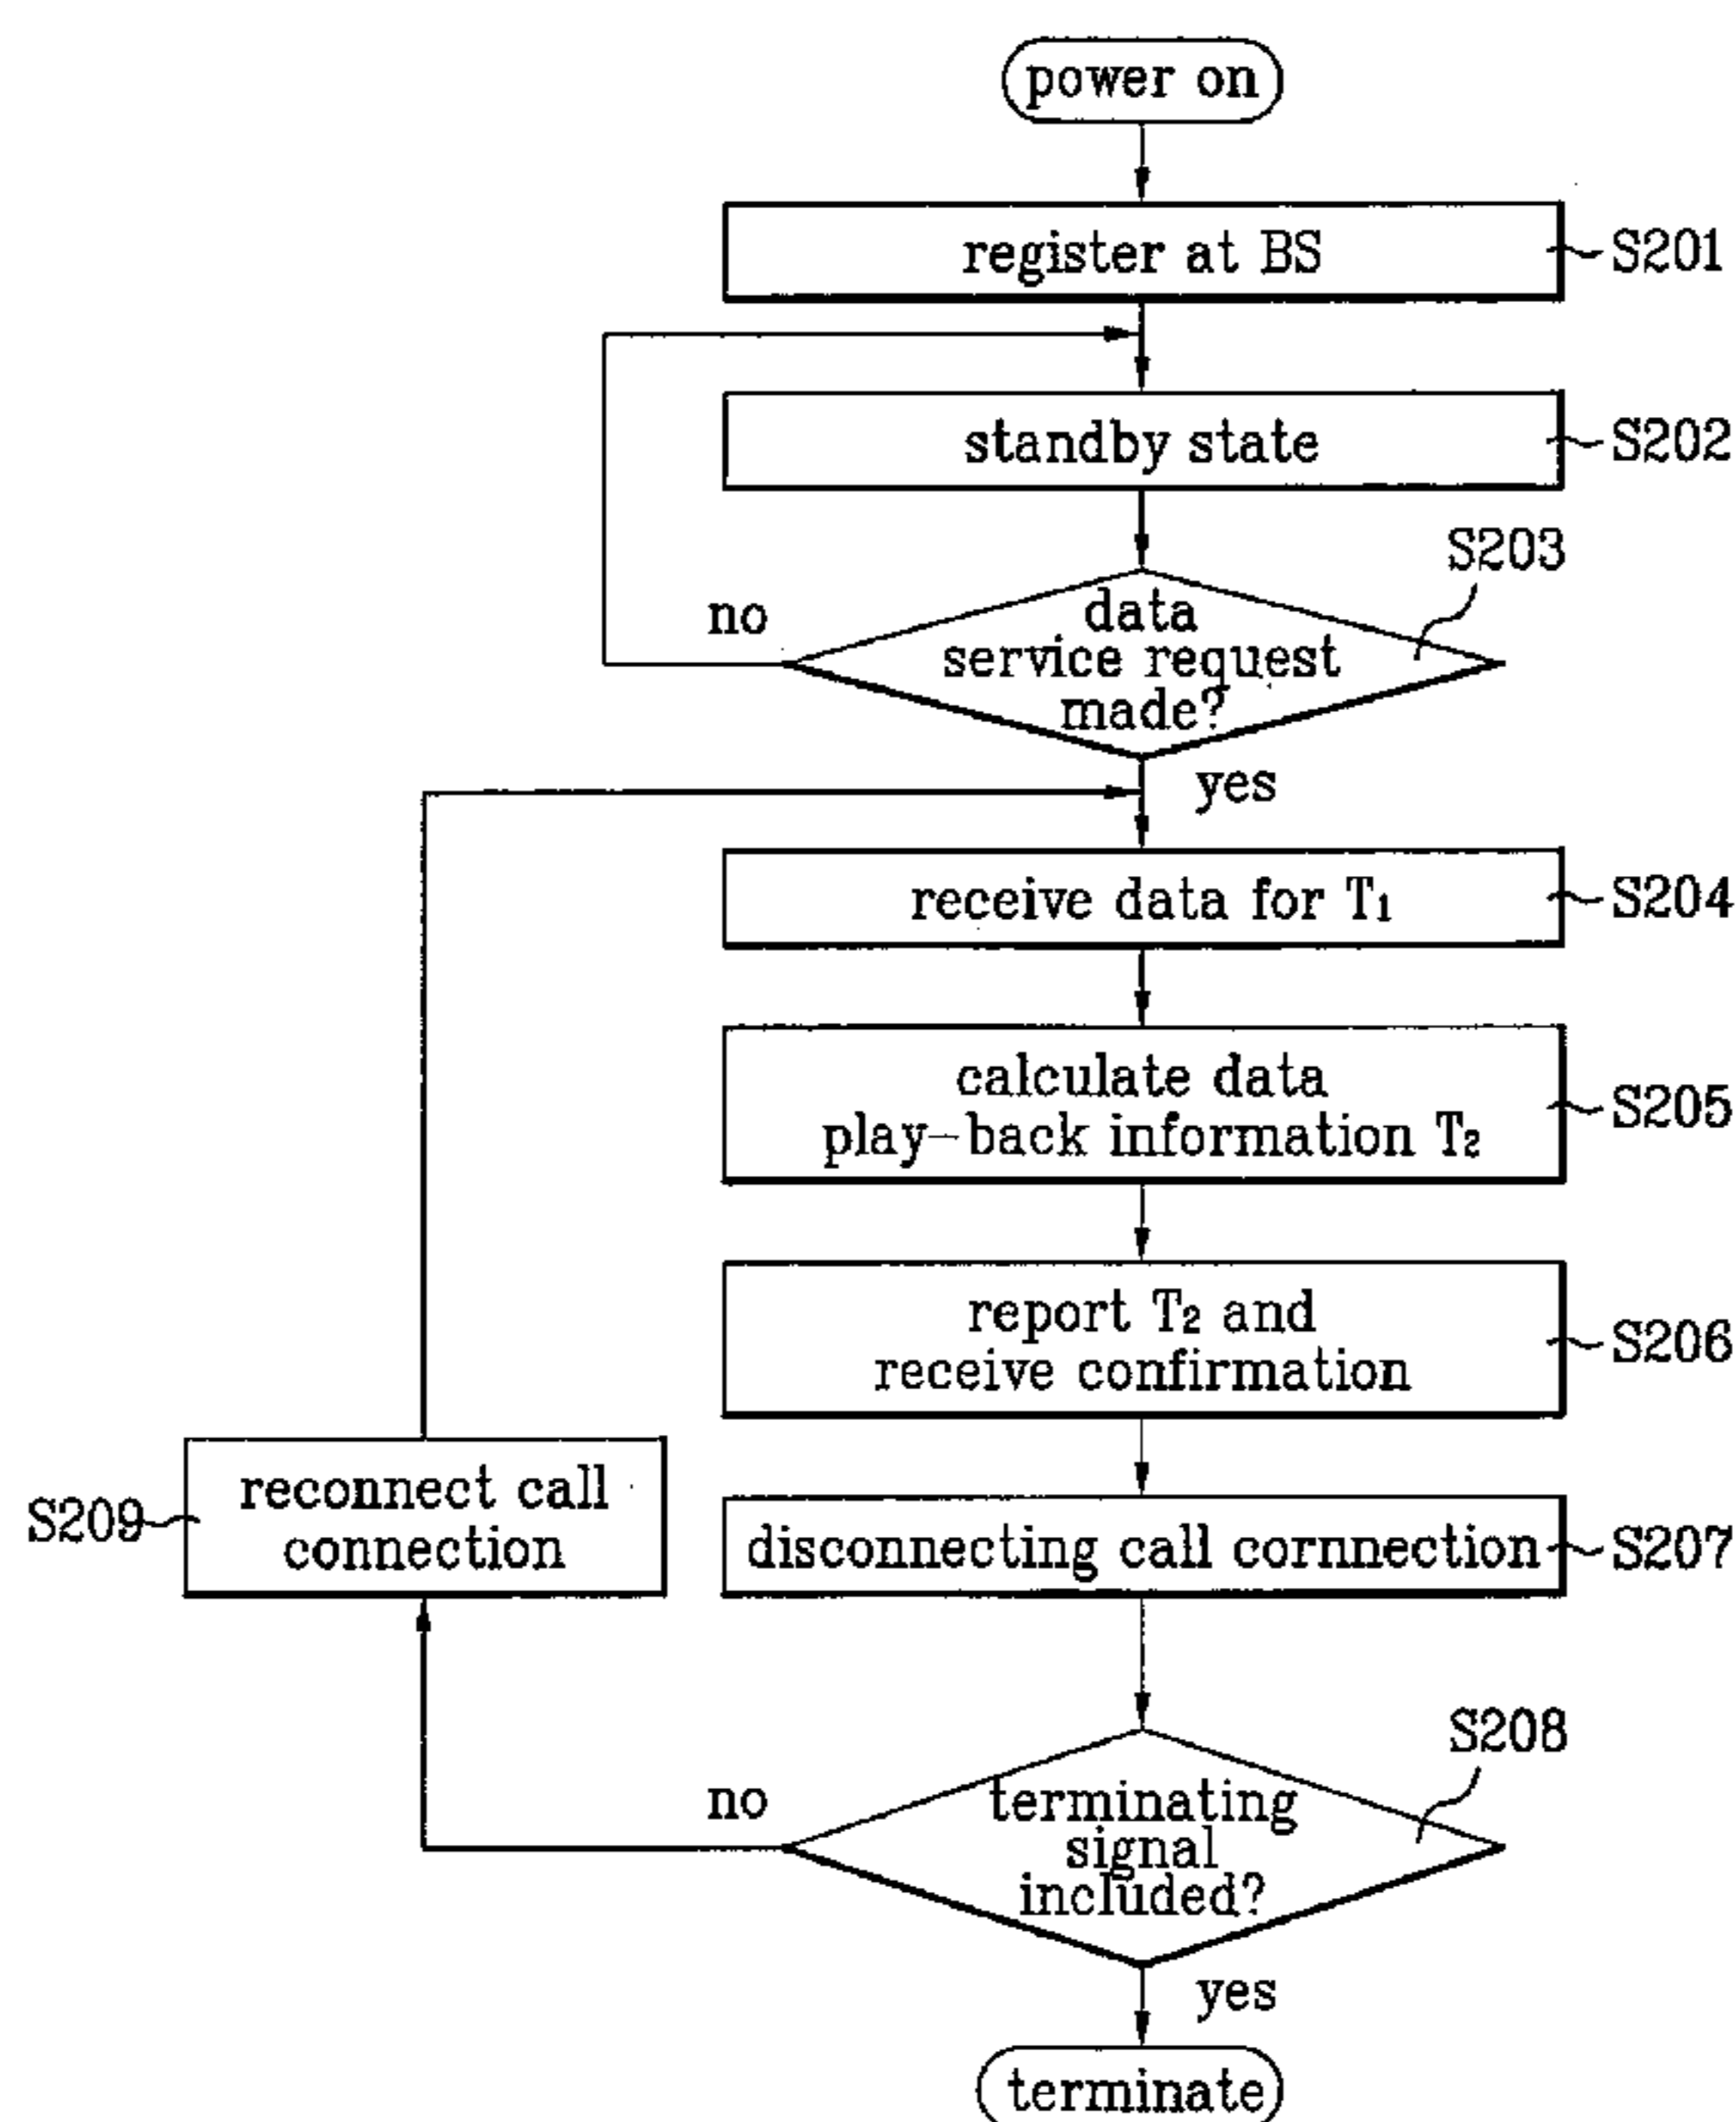 power on
register at BS
S201
standby state
S202
S203
data
service request
made?
no
yes
receive data for T₁
S204
calculate data
play-back information T₂
S205
report T₂ and
receive confirmation
S206
reconnect call
connection
S209
disconnecting call cornnection
S207
S208
terminating
signal
included?
no
yes
terminate